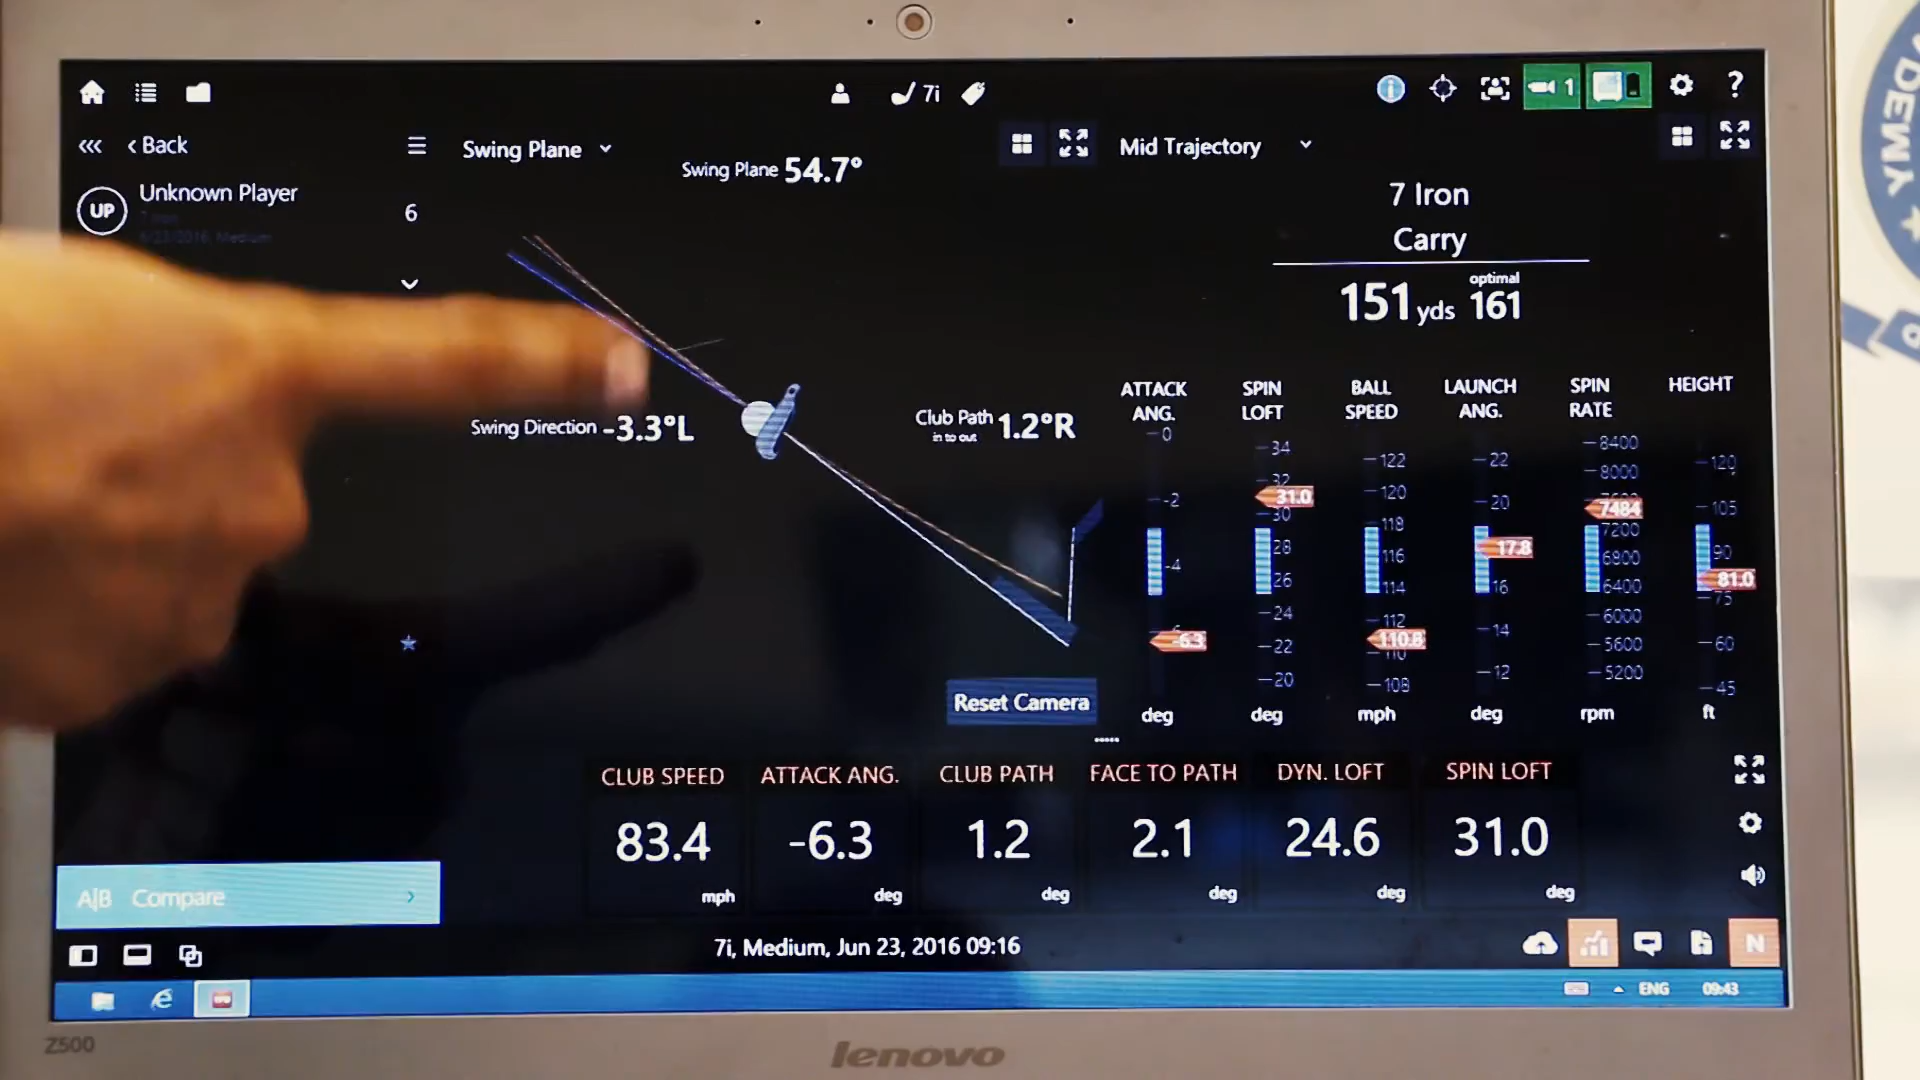 7i
1
?
Back
Swing Plane
Swing Plane 54.7°
Mid Trajectory
UP
Unknown Player
6
7 Iron
Carry
optimal
151 yds 161
Swing Direction -3.3°L
Club Path 1.2°R
in to out
ATTACK ANG.
SPIN LOFT
BALL SPEED
LAUNCH ANG.
SPIN RATE
HEIGHT
0
-2
-4
-6.3
deg
34
32
31.0
30
28
26
24
22
20
deg
122
120
118
116
114
112
110.8
110
108
mph
22
20
17.8
16
14
12
deg
8400
8000
7484
7200
6800
6400
6000
5600
5200
rpm
120
105
90
81.0
75
60
45
ft
Reset Camera
CLUB SPEED
83.4
mph
ATTACK ANG.
-6.3
deg
CLUB PATH
1.2
deg
FACE TO PATH
2.1
deg
DYN. LOFT
24.6
deg
SPIN LOFT
31.0
deg
A|B Compare
7i, Medium, Jun 23, 2016 09:16
N
ENG
09:43
Z500
lenovo
DEMY